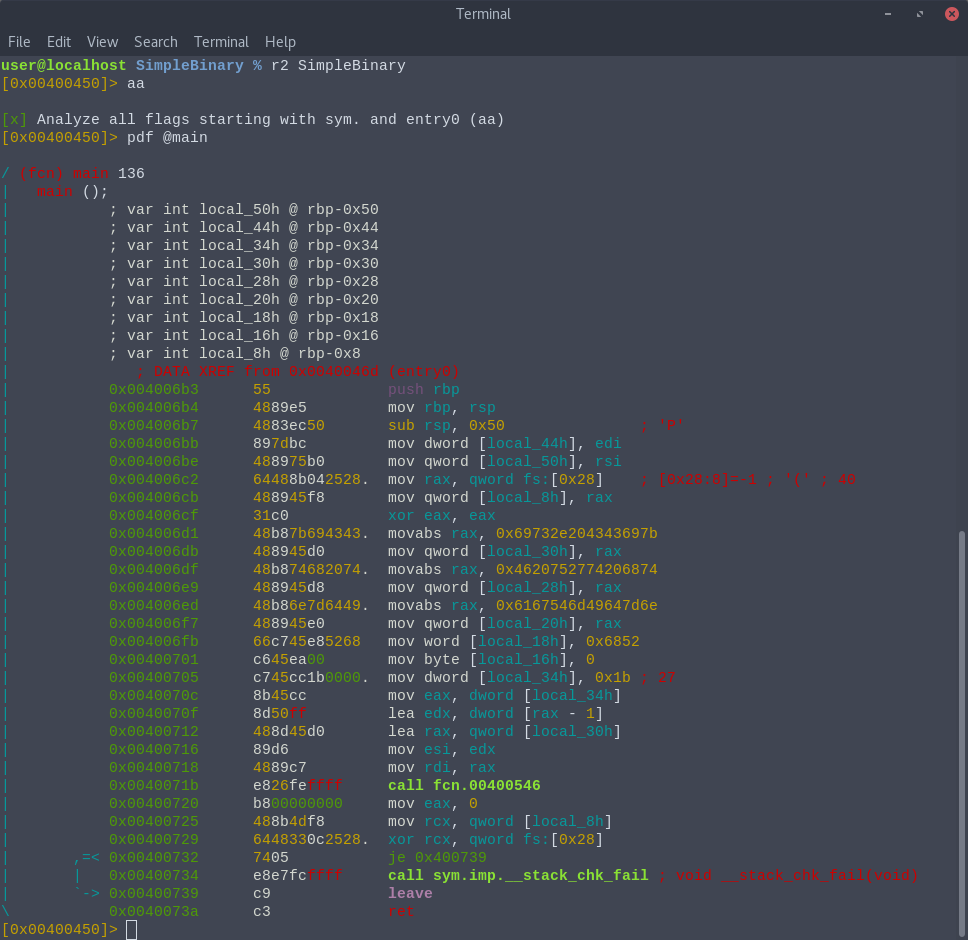 Terminal
File Edit View Search Terminal Help
user@localhost SimpleBinary % r2 SimpleBinary
[0x00400450]> aa
[x] Analyze all flags starting with sym. and entry0 (aa)
[0x00400450]> pdf @main
/ (fcn) main 136
|   main ();
|           ; var int local_50h @ rbp-0x50
|           ; var int local_44h @ rbp-0x44
|           ; var int local_34h @ rbp-0x34
|           ; var int local_30h @ rbp-0x30
|           ; var int local_28h @ rbp-0x28
|           ; var int local_20h @ rbp-0x20
|           ; var int local_18h @ rbp-0x18
|           ; var int local_16h @ rbp-0x16
|           ; var int local_8h @ rbp-0x8
|              ; DATA XREF from 0x0040046d (entry0)
|           0x004006b3      55             push rbp
|           0x004006b4      4889e5         mov rbp, rsp
|           0x004006b7      4883ec50       sub rsp, 0x50               ; 'P'
|           0x004006bb      897dbc         mov dword [local_44h], edi
|           0x004006be      488975b0       mov qword [local_50h], rsi
|           0x004006c2      64488b042528.  mov rax, qword fs:[0x28]    ; [0x28:8]=-1 ; '(' ; 40
|           0x004006cb      488945f8       mov qword [local_8h], rax
|           0x004006cf      31c0           xor eax, eax
|           0x004006d1      48b87b694343.  movabs rax, 0x69732e204343697b
|           0x004006db      488945d0       mov qword [local_30h], rax
|           0x004006df      48b874682074.  movabs rax, 0x4620752774206874
|           0x004006e9      488945d8       mov qword [local_28h], rax
|           0x004006ed      48b86e7d6449.  movabs rax, 0x6167546d49647d6e
|           0x004006f7      488945e0       mov qword [local_20h], rax
|           0x004006fb      66c745e85268   mov word [local_18h], 0x6852
|           0x00400701      c645ea00       mov byte [local_16h], 0
|           0x00400705      c745cc1b0000.  mov dword [local_34h], 0x1b ; 27
|           0x0040070c      8b45cc         mov eax, dword [local_34h]
|           0x0040070f      8d50ff         lea edx, dword [rax - 1]
|           0x00400712      488d45d0       lea rax, qword [local_30h]
|           0x00400716      89d6           mov esi, edx
|           0x00400718      4889c7         mov rdi, rax
|           0x0040071b      e826feffff     call fcn.00400546
|           0x00400720      b800000000     mov eax, 0
|           0x00400725      488b4df8       mov rcx, qword [local_8h]
|           0x00400729      6448330c2528.  xor rcx, qword fs:[0x28]
|       ,=< 0x00400732      7405           je 0x400739
|       |   0x00400734      e8e7fcffff     call sym.imp.__stack_chk_fail ; void __stack_chk_fail(void)
|       `-> 0x00400739      c9             leave
\           0x0040073a      c3             ret
[0x00400450]>